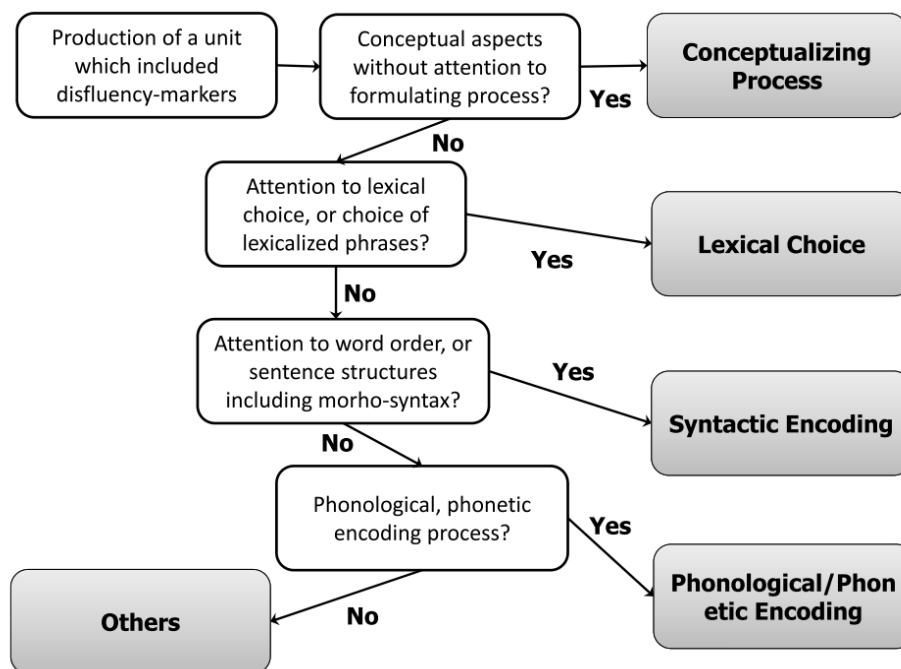 Production of a unit
which included
disfluency-markers
Conceptual aspects
without attention to
formulating process?
Yes
Conceptualizing
Process
No
Attention to lexical
choice, or choice of
lexicalized phrases?
Yes
Lexical Choice
No
Attention to word order, or
sentence structures
including morho-syntax?
Yes
Syntactic Encoding
No
Phonological, phonetic
encoding process?
Yes
Phonological/Phon
etic Encoding
No
Others